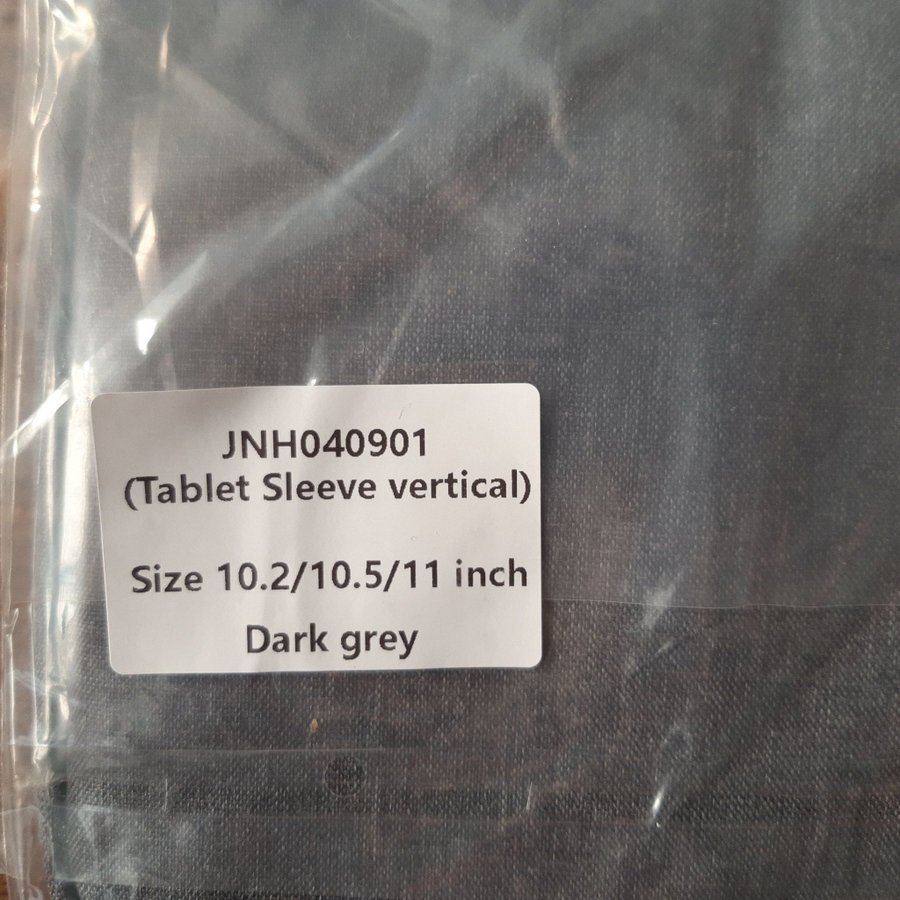 JNH040901
(Tablet Sleeve vertical)
Size 10.2/10.5/11 inch
Dark grey